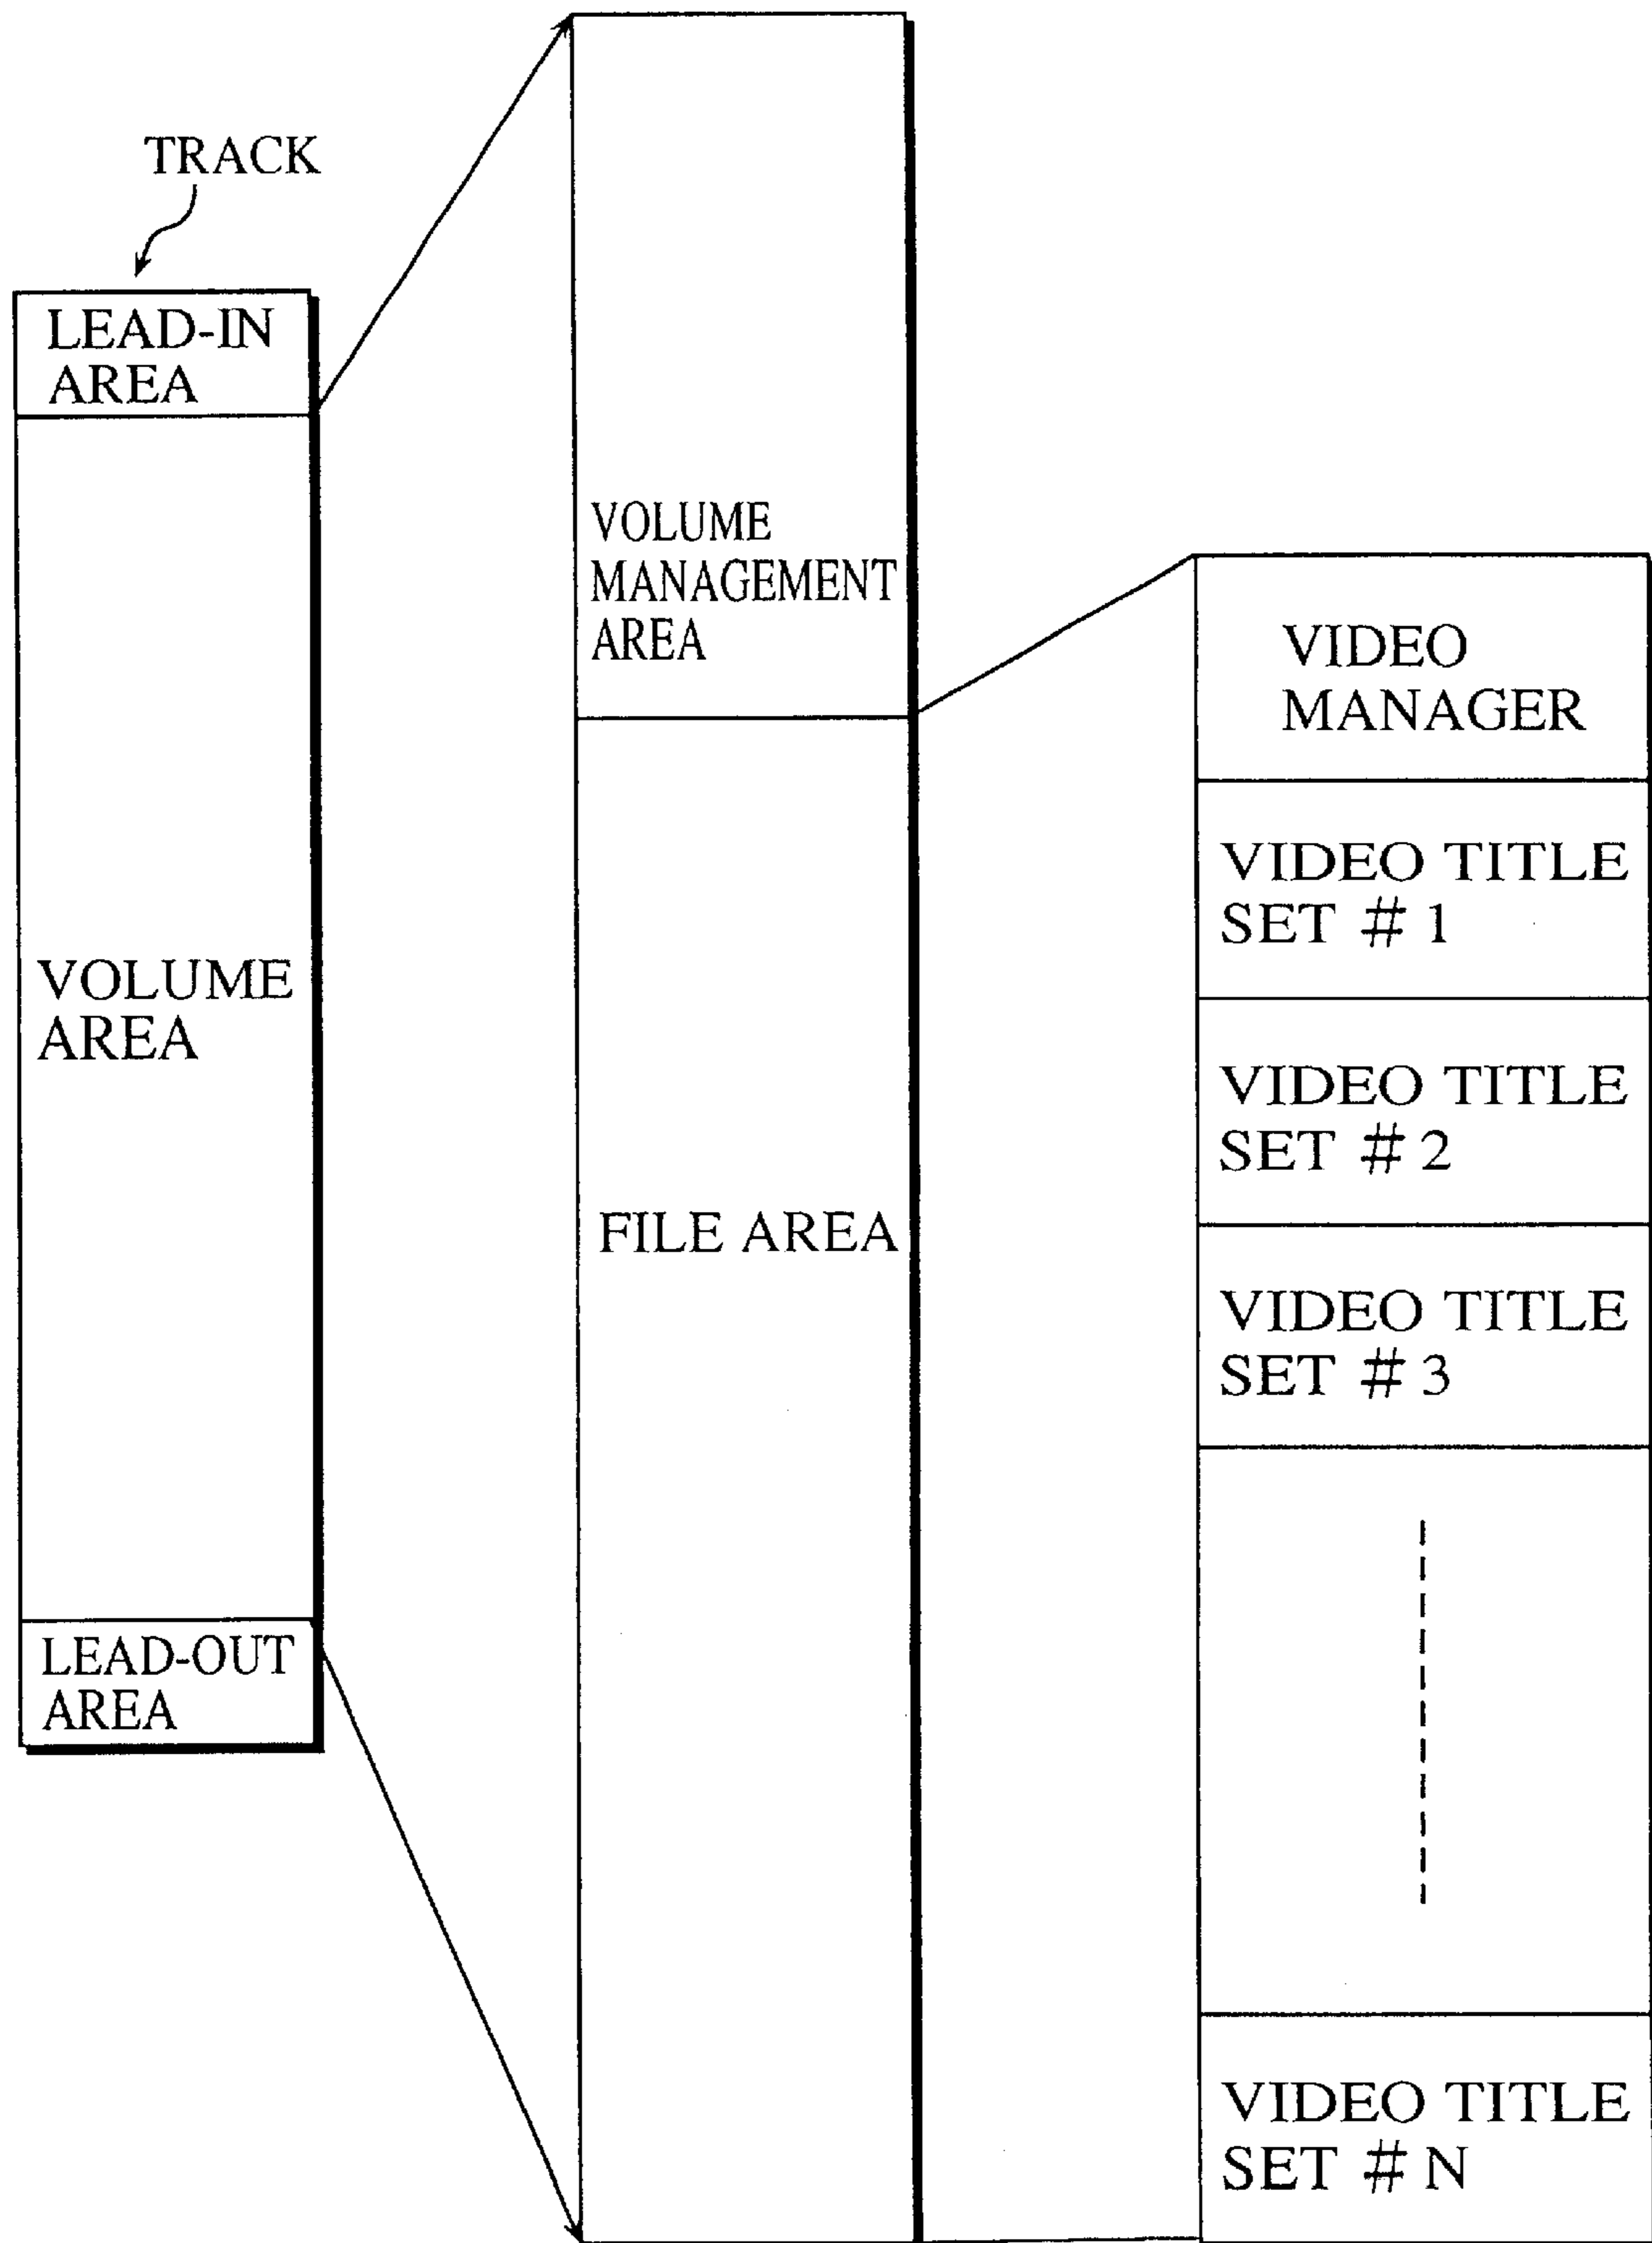 TRACK
LEAD-IN
AREA
VOLUME
AREA
LEAD-OUT
AREA
VOLUME
MANAGEMENT
AREA
FILE AREA
VIDEO
MANAGER
VIDEO TITLE
SET # 1
VIDEO TITLE
SET # 2
VIDEO TITLE
SET # 3
VIDEO TITLE
SET # N